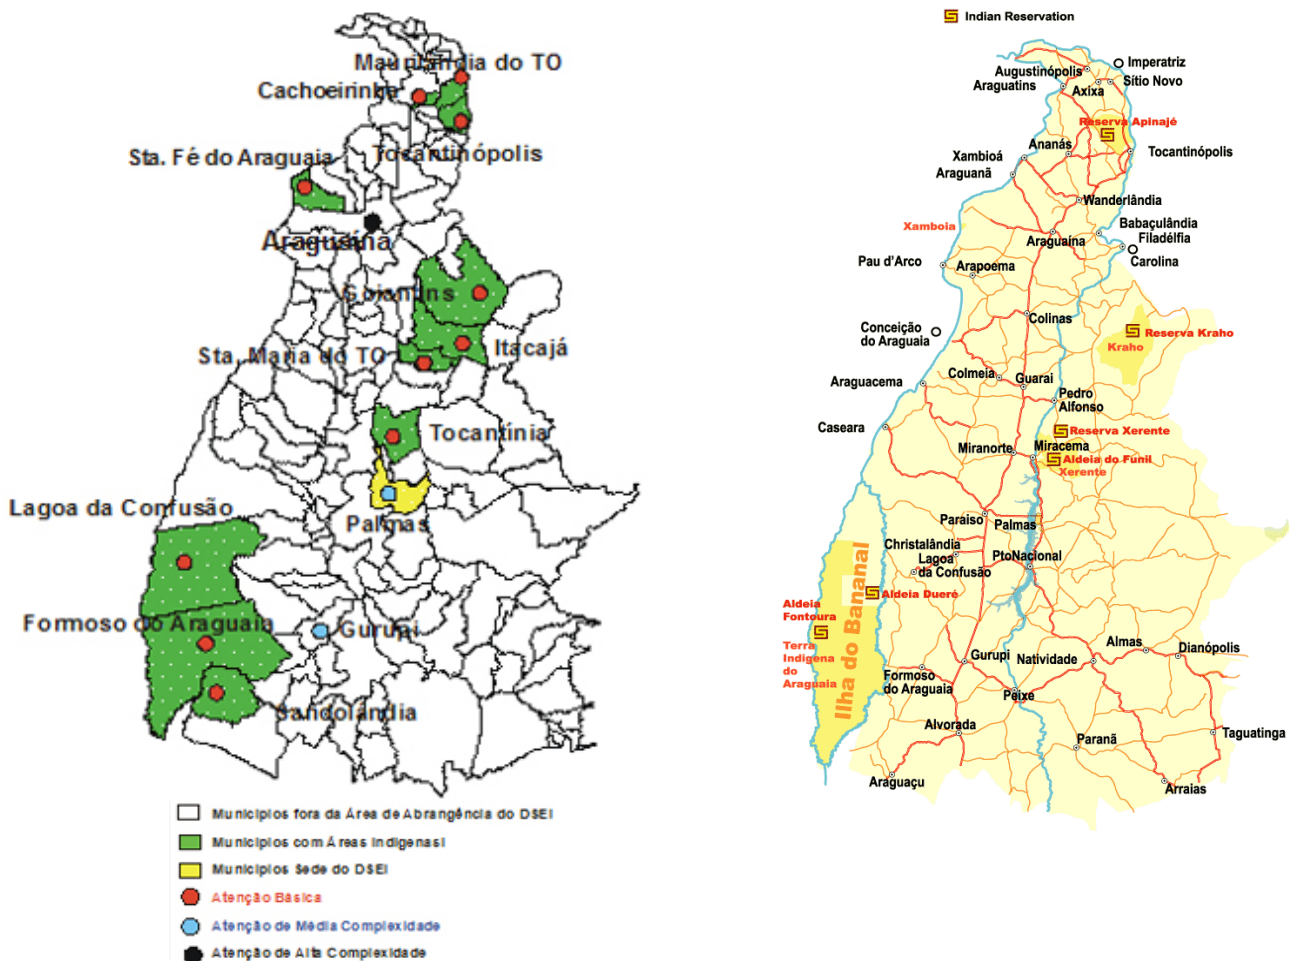 Maurilândia do TO
Cachoeirinha
Sta. Fé do Araguaia
Tocantinópolis
Araguaína
Goiantins
Sta. Maria do TO
Itacajá
Tocantínia
Lagoa da Confusão
Palmas
Formoso do Araguaia
Gurupi
Sandolândia
Municípios fora da Área de Abrangência do DSEI
Municípios com Áreas Indigenasi
Municípios Sede do DSEI
Atenção Básica
Atenção de Média Complexidade
Atenção de Alta Complexidade
Indian Reservation
Imperatriz
Augustinópolis
Araguatins
Axixa
Sítio Novo
Reserva Apinajé
Ananás
Tocantinópolis
Xambioá
Araguanã
Wanderlândia
Xamboia
Babaçulândia
Filadélfia
Araguaína
Carolina
Pau d'Arco
Arapoema
Colinas
Conceição
do Araguaia
Reserva Kraho
Kraho
Colmeia
Guarai
Araguacema
Pedro
Afonso
Caseara
Reserva Xerente
Miranorte
Miracema
Aldeia do Funil
Xerente
Paraiso
Palmas
Christalândia
Lagoa
da Confusão
PtoNacional
Ilha do Bananal
Aldeia Dueré
Aldeia
Fontoura
Terra
Indigena
do
Araguaia
Almas
Dianópolis
Gurupi
Natividade
Formoso
do Araguaia
Peixe
Alvorada
Paranã
Taguatinga
Araguaçu
Arraias